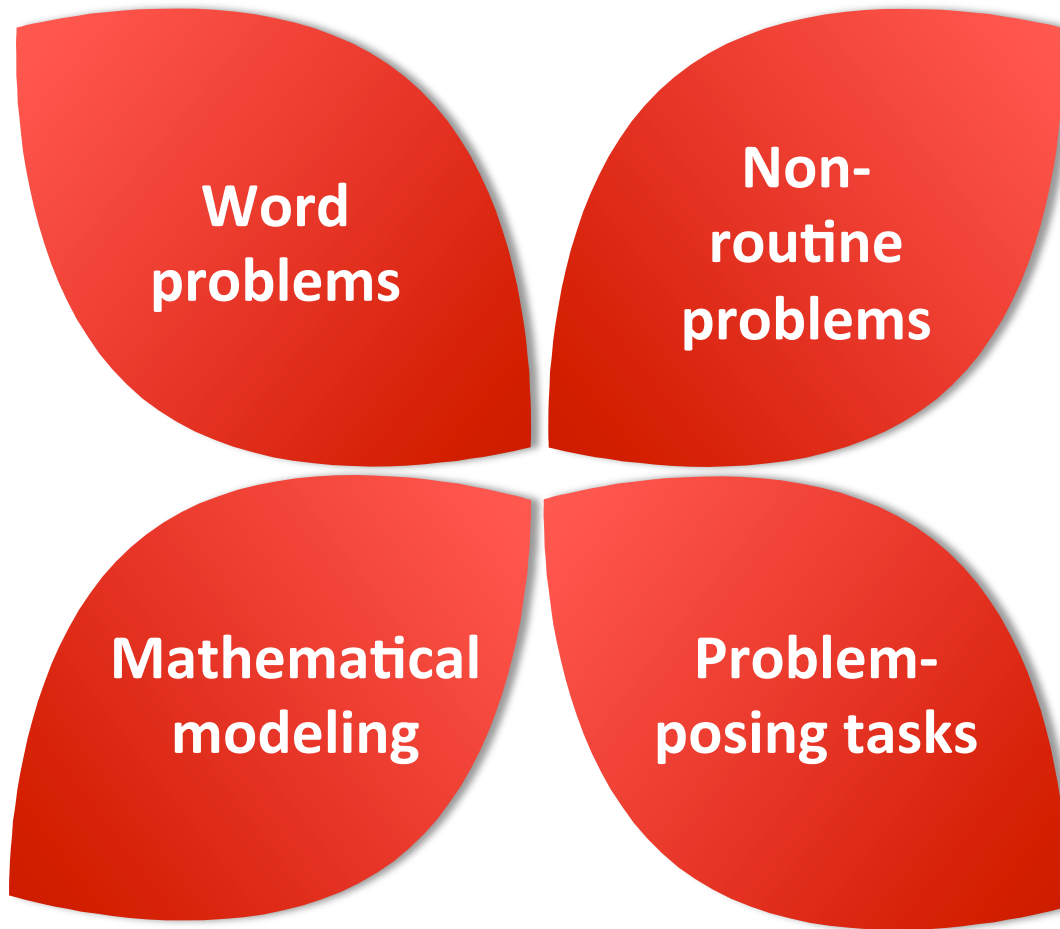 Word
problems
Non-
routine
problems
Mathematical
modeling
Problem-
posing tasks